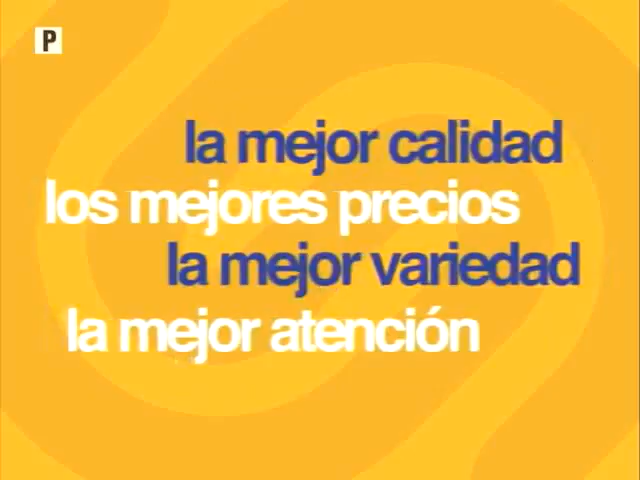 P
la mejor calidad
los mejores precios
la mejor variedad
la mejor atención